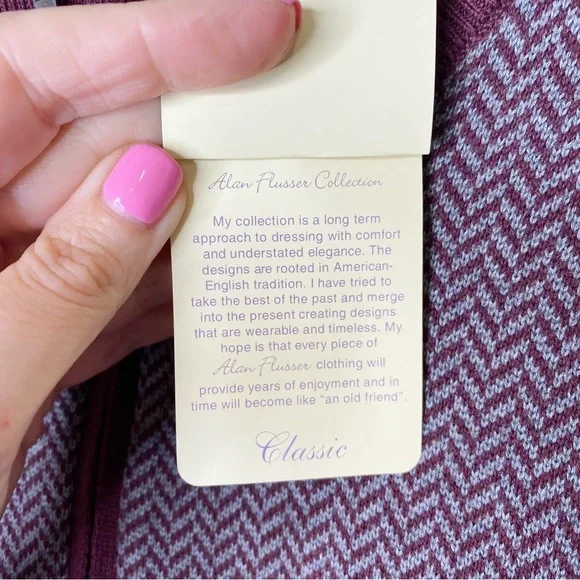 Alan Flusser Collection
My collection is a long term
approach to dressing with comfort
and understated elegance. The
designs are rooted in American-
English tradition. I have tried to
take the best of the past and merge
into the present creating designs
that are wearable and timeless. My
hope is that every piece of
Alan Flusser clothing will
provide years of enjoyment and in
time will become like “an old friend”.
Classic